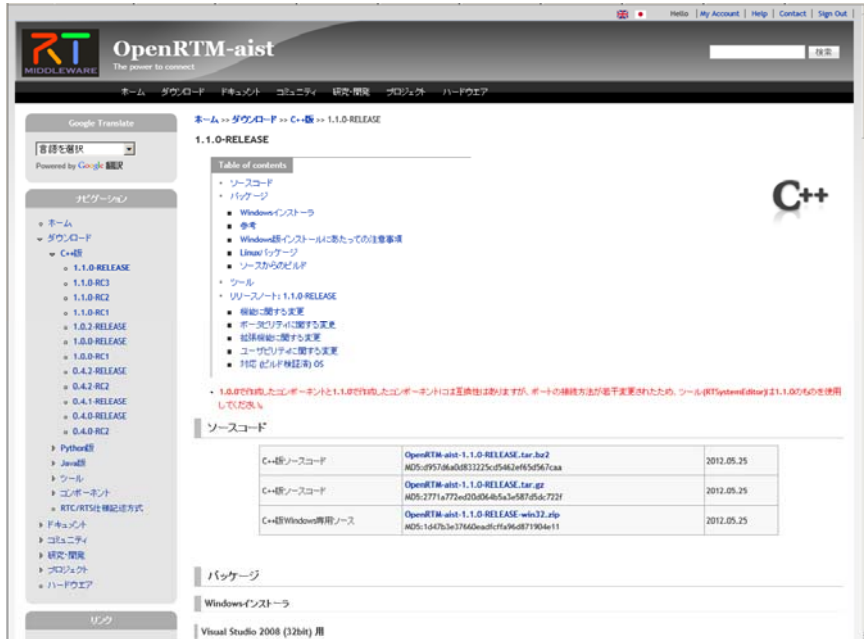 Hello | My Account | Help | Contact | Sign Out
RT
MIDDLEWARE
OpenRTM-aist
The power to connect
検索
ホーム ダウンロード ドキュメント コミュニティ 研究・開発 プロジェクト ハードウエア
Google Translate
言語を選択
Powered by Google 翻訳
ナビゲーション
ホーム
ダウンロード
C++版
1.1.0-RELEASE
1.1.0-RC3
1.1.0-RC2
1.1.0-RC1
1.0.2-RELEASE
1.0.0-RELEASE
1.0.0-RC1
0.4.2-RELEASE
0.4.2-RC2
0.4.1-RELEASE
0.4.0-RELEASE
0.4.0-RC2
Python版
Java版
ツール
コンポーネント
RTC/RTS仕様記述方式
ドキュメント
コミュニティ
研究・開発
プロジェクト
ハードウエア
リンク
ホーム >> ダウンロード >> C++版 >> 1.1.0-RELEASE
1.1.0-RELEASE
C++
Table of contents
ソースコード
パッケージ
Windowsインストーラ
参考
Windows版インストールにあたっての注意事項
Linuxパッケージ
ソースからのビルド
ツール
リリースノート: 1.1.0-RELEASE
機能に関する変更
ポータビリティに関する変更
拡張機能に関する変更
ユーザビリティに関する変更
対応 (ビルド検証済) OS
1.0.0で作成したコンポーネントと1.1.0で作成したコンポーネントには互換性はありますが、ポートの接続方法が若干変更されたため、ツール(RTSystemEditor)は1.1.0のものを使用
してください。
ソースコード
C++版ソースコード OpenRTM-aist-1.1.0-RELEASE.tar.bz2 2012.05.25
MD5:d957d6a0d833225cd5462ef65d567caa
C++版ソースコード OpenRTM-aist-1.1.0-RELEASE.tar.gz 2012.05.25
MD5:2771a772ed20d064b5a3e587d5dc722f
C++版Windows専用ソース OpenRTM-aist-1.1.0-RELEASE-win32.zip 2012.05.25
MD5:1d47b3e37660eadfcffa96d871904e11
パッケージ
Windowsインストーラ
Visual Studio 2008 (32bit) 用